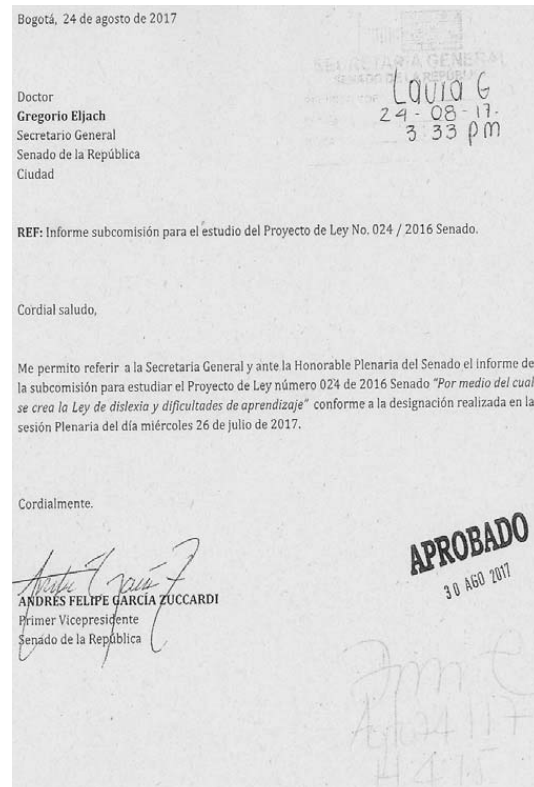 Bogotá, 24 de agosto de 2017
SECRETARIA GENERAL
SENADO DE LA REPÚBLICA
Laura G
24-08-17.
3:33 pm
Doctor
Gregorio Eljach
Secretario General
Senado de la República
Ciudad
REF: Informe subcomisión para el estudio del Proyecto de Ley No. 024 / 2016 Senado.
Cordial saludo,
Me permito referir a la Secretaria General y ante la Honorable Plenaria del Senado el informe de
la subcomisión para estudiar el Proyecto de Ley número 024 de 2016 Senado "Por medio del cual
se crea la Ley de dislexia y dificultades de aprendizaje" conforme a la designación realizada en la
sesión Plenaria del día miércoles 26 de julio de 2017.
Cordialmente.
APROBADO
30 AGO 2017
ANDRÉS FELIPE GARCÍA ZUCCARDI
Primer Vicepresidente
Senado de la República